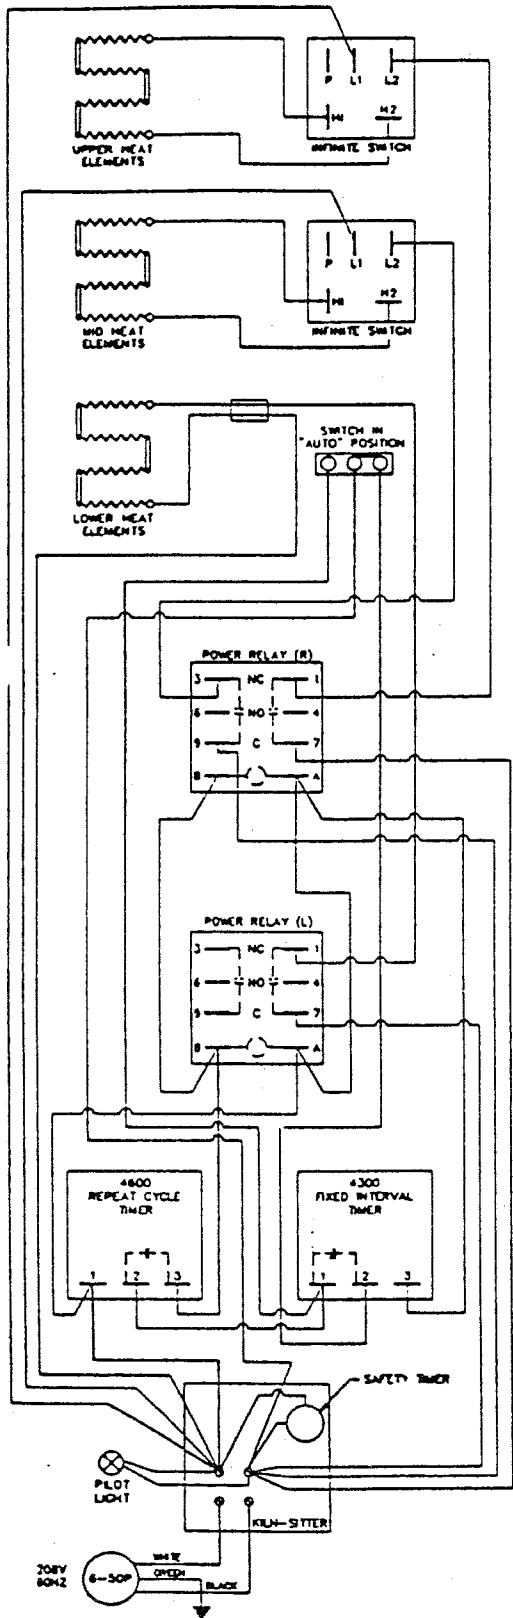 P L1 L2
H1 H2
UPPER HEAT
ELEMENTS
INFINITE SWITCH
P L1 L2
H1 H2
MID HEAT
ELEMENTS
INFINITE SWITCH
SWITCH IN
"AUTO" POSITION
LOWER HEAT
ELEMENTS
POWER RELAY (R)
3 NC 1
6 NO 4
9 C 7
B A
POWER RELAY (L)
3 NC 1
6 NO 4
9 C 7
B A
4600
REPEAT CYCLE
TIMER
1 2 3
4300
FIXED INTERVAL
TIMER
1 2 3
SAFETY TIMER
PILOT
LIGHT
KILN-SITTER
208V
60HZ
6-50P
WHITE
GREEN
BLACK